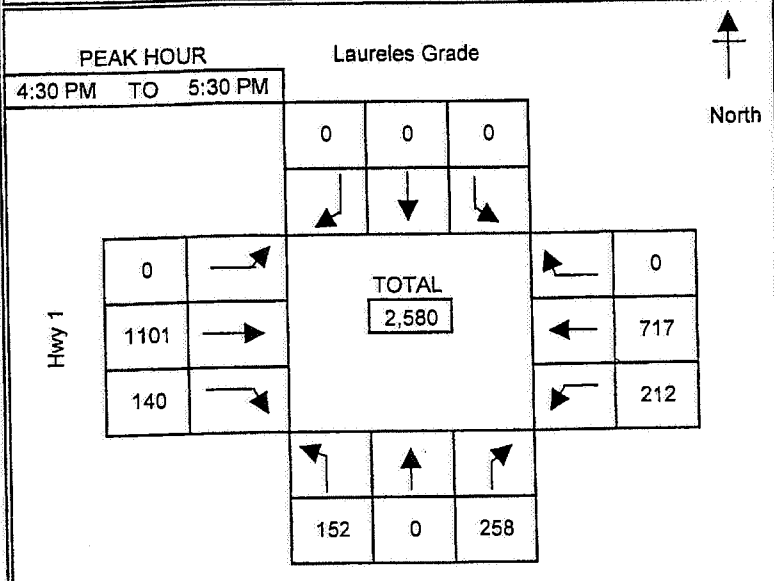 PEAK HOUR
Laureles Grade
4:30 PM TO 5:30 PM
North
0 0 0
0
0
TOTAL
2,580
Hwy 1
1101
717
140
212
152 0 258